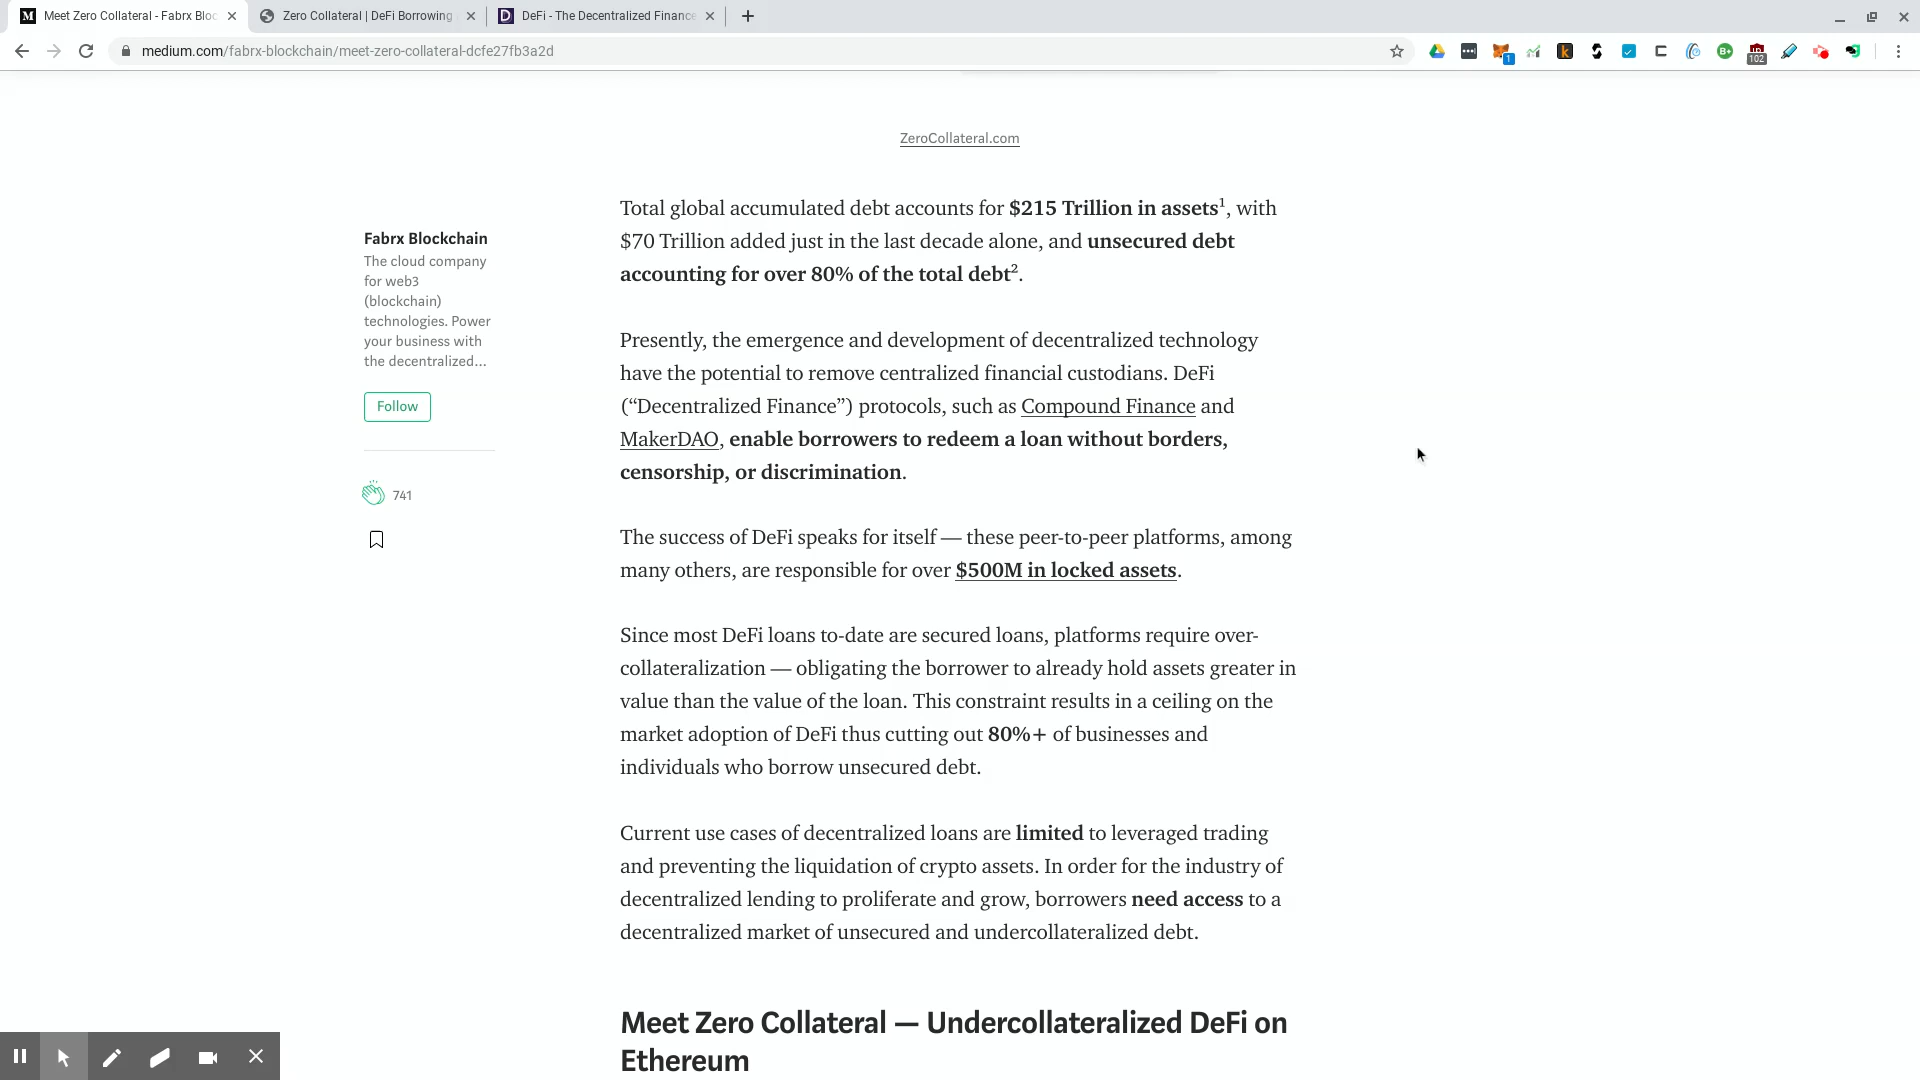 Meet Zero Collateral - Fabrx Bloc
Zero Collateral | DeFi Borrowing
DeFi - The Decentralized Finance
medium.com/fabrx-blockchain/meet-zero-collateral-dcfe27fb3a2d
1
102
ZeroCollateral.com
Fabrx Blockchain
The cloud company
for web3
(blockchain)
technologies. Power
your business with
the decentralized...
Follow
741
Total global accumulated debt accounts for $215 Trillion in assets¹, with
$70 Trillion added just in the last decade alone, and unsecured debt
accounting for over 80% of the total debt².
Presently, the emergence and development of decentralized technology
have the potential to remove centralized financial custodians. DeFi
(“Decentralized Finance”) protocols, such as Compound Finance and
MakerDAO, enable borrowers to redeem a loan without borders,
censorship, or discrimination.
The success of DeFi speaks for itself — these peer-to-peer platforms, among
many others, are responsible for over $500M in locked assets.
Since most DeFi loans to-date are secured loans, platforms require over-
collateralization — obligating the borrower to already hold assets greater in
value than the value of the loan. This constraint results in a ceiling on the
market adoption of DeFi thus cutting out 80%+ of businesses and
individuals who borrow unsecured debt.
Current use cases of decentralized loans are limited to leveraged trading
and preventing the liquidation of crypto assets. In order for the industry of
decentralized lending to proliferate and grow, borrowers need access to a
decentralized market of unsecured and undercollateralized debt.
Meet Zero Collateral — Undercollateralized DeFi on
Ethereum